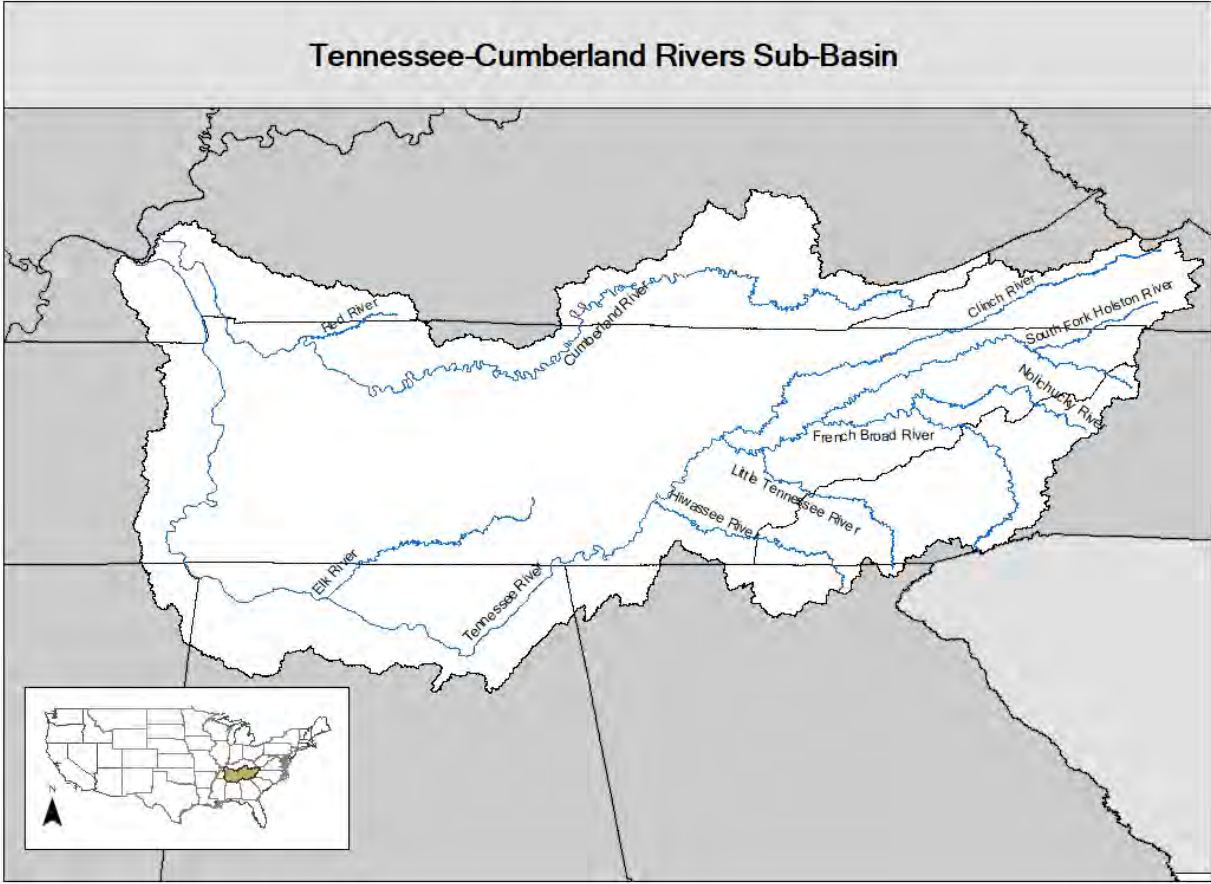 Tennessee-Cumberland Rivers Sub-Basin
Red River
Cumberland River
Clinch River
South Fork Holston River
Nolichucky River
French Broad River
Little Tennessee River
Hiwassee River
Elk River
Tennessee River
N